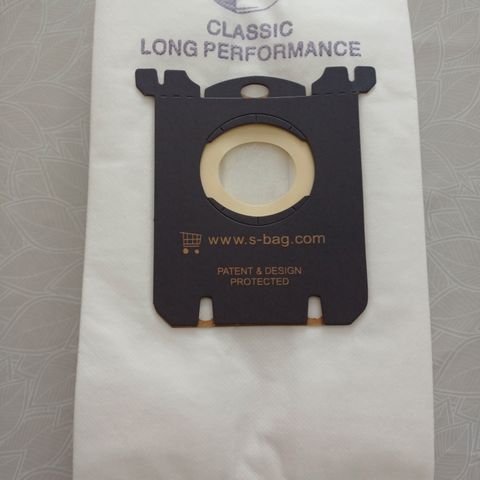 CLASSIC
LONG PERFORMANCE
www.s-bag.com
PATENT & DESIGN
PROTECTED